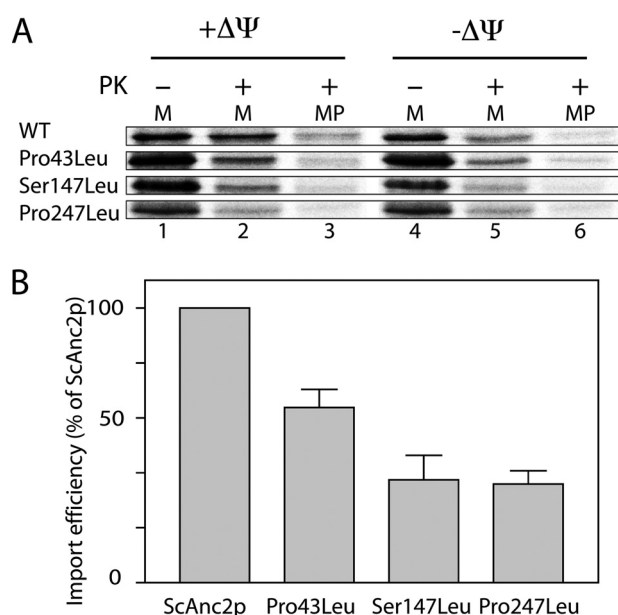 A
+ΔΨ -ΔΨ
PK − + + − + +
M M MP M M MP
WT
Pro43Leu
Ser147Leu
Pro247Leu
1 2 3 4 5 6
B
Import efficiency (% of ScAnc2p)
100
50
0
ScAnc2p Pro43Leu Ser147Leu Pro247Leu